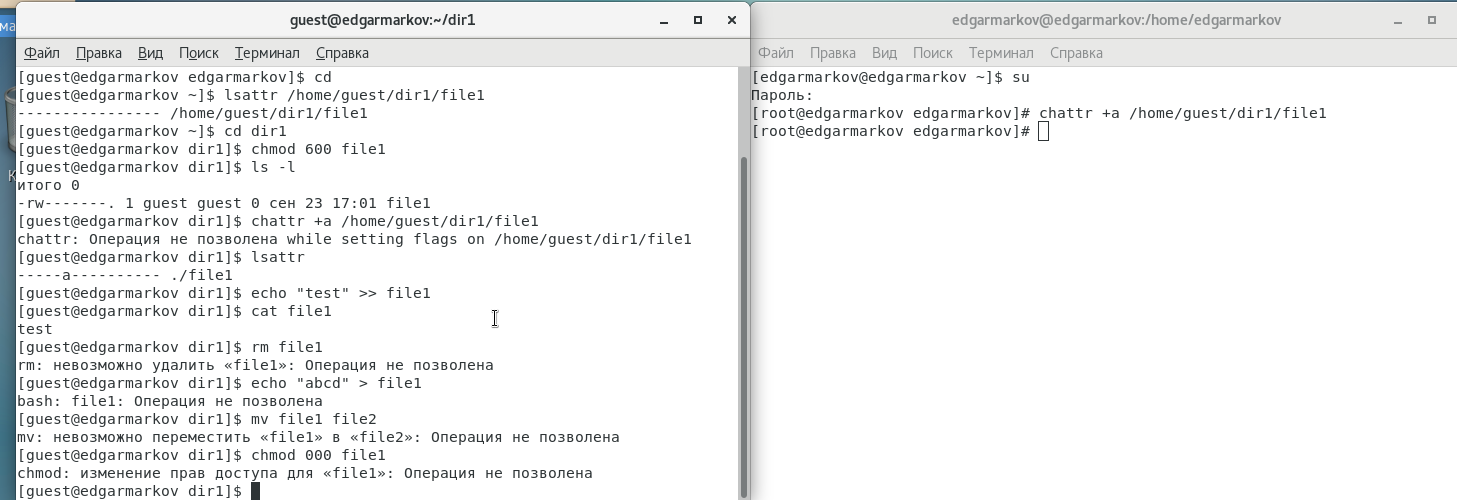 guest@edgarmarkov:~/dir1
Файл Правка Вид Поиск Терминал Справка
[guest@edgarmarkov edgarmarkov]$ cd
[guest@edgarmarkov ~]$ lsattr /home/guest/dir1/file1
---------------- /home/guest/dir1/file1
[guest@edgarmarkov ~]$ cd dir1
[guest@edgarmarkov dir1]$ chmod 600 file1
[guest@edgarmarkov dir1]$ ls -l
итого 0
-rw-------. 1 guest guest 0 сен 23 17:01 file1
[guest@edgarmarkov dir1]$ chattr +a /home/guest/dir1/file1
chattr: Операция не позволена while setting flags on /home/guest/dir1/file1
[guest@edgarmarkov dir1]$ lsattr
-----a---------- ./file1
[guest@edgarmarkov dir1]$ echo "test" >> file1
[guest@edgarmarkov dir1]$ cat file1
test
[guest@edgarmarkov dir1]$ rm file1
rm: невозможно удалить «file1»: Операция не позволена
[guest@edgarmarkov dir1]$ echo "abcd" > file1
bash: file1: Операция не позволена
[guest@edgarmarkov dir1]$ mv file1 file2
mv: невозможно переместить «file1» в «file2»: Операция не позволена
[guest@edgarmarkov dir1]$ chmod 000 file1
chmod: изменение прав доступа для «file1»: Операция не позволена
[guest@edgarmarkov dir1]$
edgarmarkov@edgarmarkov:/home/edgarmarkov
Файл Правка Вид Поиск Терминал Справка
[edgarmarkov@edgarmarkov ~]$ su
Пароль:
[root@edgarmarkov edgarmarkov]# chattr +a /home/guest/dir1/file1
[root@edgarmarkov edgarmarkov]#